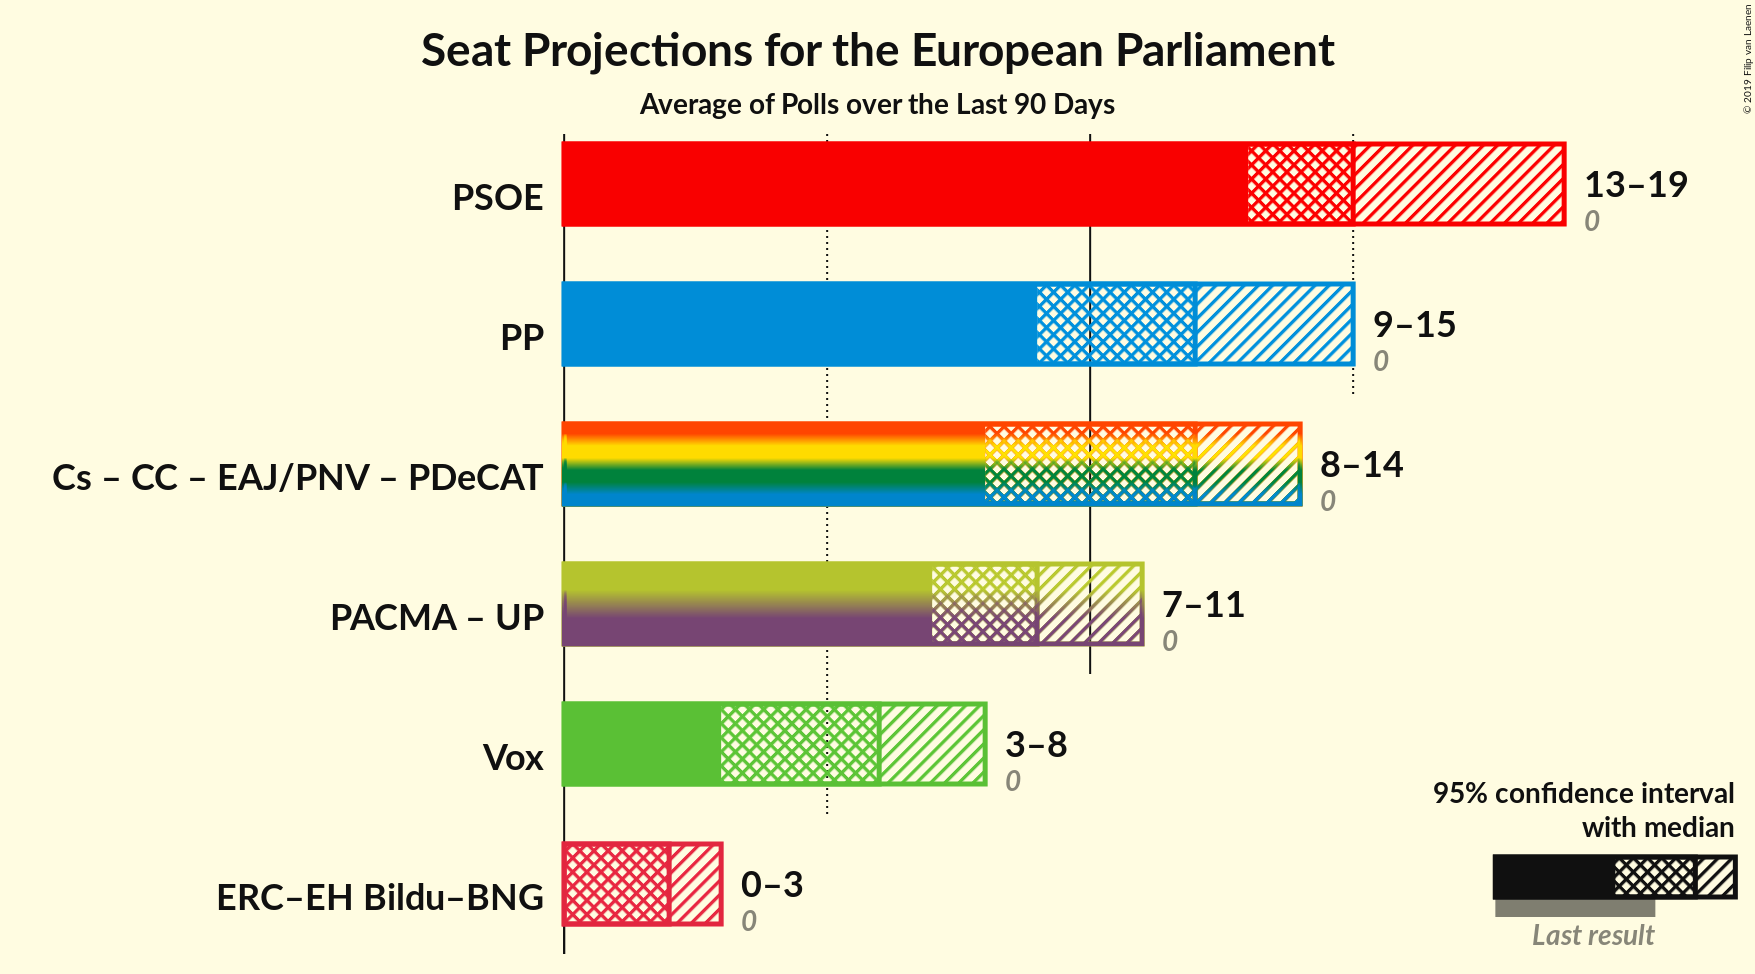 Seat Projections for the European Parliament
Average of Polls over the Last 90 Days
© 2019 Filip van Laenen
PSOE
13–19
0
PP
9–15
0
Cs – CC – EAJ/PNV – PDeCAT
8–14
0
PACMA – UP
7–11
0
Vox
3–8
0
ERC–EH Bildu–BNG
0–3
0
95% confidence interval
with median
Last result